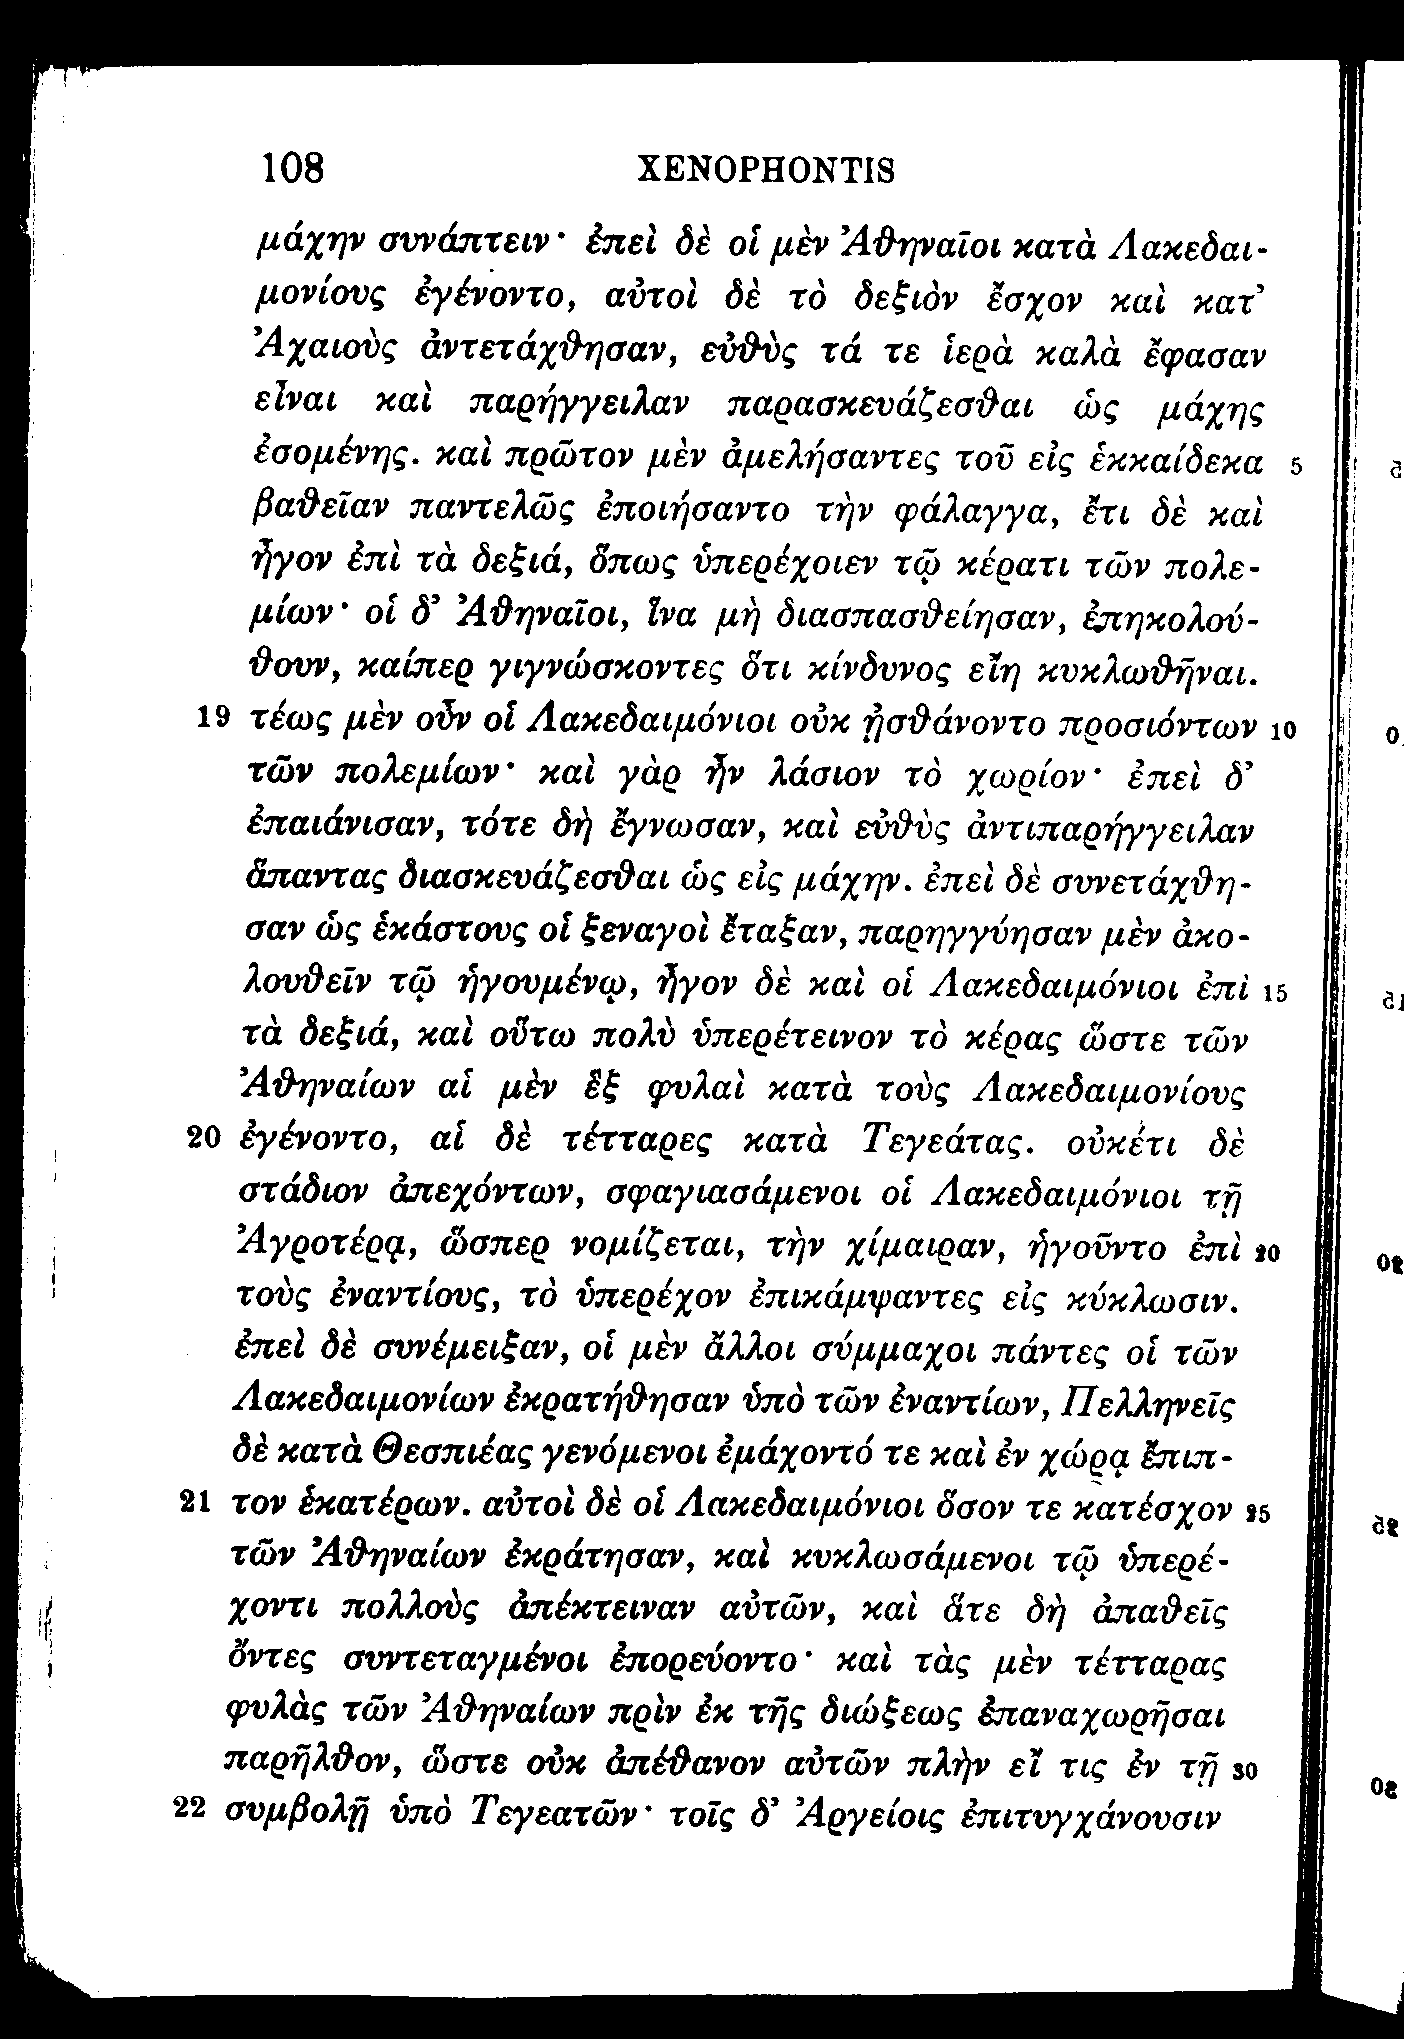 108 XENOPHONTIS
μάχην συνάπτειν· ἐπεὶ δὲ οἱ μὲν Ἀθηναῖοι κατὰ Λακεδαι-
μονίους ἐγένοντο, αὐτοὶ δὲ τὸ δεξιὸν ἔσχον καὶ κατ’
Ἀχαιοὺς ἀντετάχθησαν, εὐθὺς τά τε ἱερὰ καλὰ ἔφασαν
εἶναι καὶ παρήγγειλαν παρασκευάζεσθαι ὡς μάχης
ἐσομένης. καὶ πρῶτον μὲν ἀμελήσαντες τοῦ εἰς ἑκκαίδεκα 5
βαθεῖαν παντελῶς ἐποιήσαντο τὴν φάλαγγα, ἔτι δὲ καὶ
ἦγον ἐπὶ τὰ δεξιά, ὅπως ὑπερέχοιεν τῷ κέρατι τῶν πολε-
μίων· οἱ δ’ Ἀθηναῖοι, ἵνα μὴ διασπασθείησαν, ἐπηκολού-
θουν, καίπερ γιγνώσκοντες ὅτι κίνδυνος εἴη κυκλωθῆναι.
19 τέως μὲν οὖν οἱ Λακεδαιμόνιοι οὐκ ᾐσθάνοντο προσιόντων 10
τῶν πολεμίων· καὶ γὰρ ἦν λάσιον τὸ χωρίον· ἐπεὶ δ’
ἐπαιάνισαν, τότε δὴ ἔγνωσαν, καὶ εὐθὺς ἀντιπαρήγγειλαν
ἅπαντας διασκευάζεσθαι ὡς εἰς μάχην. ἐπεὶ δὲ συνετάχθη-
σαν ὡς ἑκάστους οἱ ξεναγοὶ ἔταξαν, παρηγγύησαν μὲν ἀκο-
λουθεῖν τῷ ἡγουμένῳ, ἦγον δὲ καὶ οἱ Λακεδαιμόνιοι ἐπὶ 15
τὰ δεξιά, καὶ οὕτω πολὺ ὑπερέτεινον τὸ κέρας ὥστε τῶν
Ἀθηναίων αἱ μὲν ἓξ φυλαὶ κατὰ τοὺς Λακεδαιμονίους
20 ἐγένοντο, αἱ δὲ τέτταρες κατὰ Τεγεάτας. οὐκέτι δὲ
στάδιον ἀπεχόντων, σφαγιασάμενοι οἱ Λακεδαιμόνιοι τῇ
Ἀγροτέρᾳ, ὥσπερ νομίζεται, τὴν χίμαιραν, ἡγοῦντο ἐπὶ 20
τοὺς ἐναντίους, τὸ ὑπερέχον ἐπικάμψαντες εἰς κύκλωσιν.
ἐπεὶ δὲ συνέμειξαν, οἱ μὲν ἄλλοι σύμμαχοι πάντες οἱ τῶν
Λακεδαιμονίων ἐκρατήθησαν ὑπὸ τῶν ἐναντίων, Πελληνεῖς
δὲ κατὰ Θεσπιέας γενόμενοι ἐμάχοντό τε καὶ ἐν χώρᾳ ἔπιπ-
21 τον ἑκατέρων. αὐτοὶ δὲ οἱ Λακεδαιμόνιοι ὅσον τε κατέσχον 25
τῶν Ἀθηναίων ἐκράτησαν, καὶ κυκλωσάμενοι τῷ ὑπερέ-
χοντι πολλοὺς ἀπέκτειναν αὐτῶν, καὶ ἅτε δὴ ἀπαθεῖς
ὄντες συντεταγμένοι ἐπορεύοντο· καὶ τὰς μὲν τέτταρας
φυλὰς τῶν Ἀθηναίων πρὶν ἐκ τῆς διώξεως ἐπαναχωρῆσαι
παρῆλθον, ὥστε οὐκ ἀπέθανον αὐτῶν πλὴν εἴ τις ἐν τῇ 30
22 συμβολῇ ὑπὸ Τεγεατῶν· τοῖς δ’ Ἀργείοις ἐπιτυγχάνουσιν